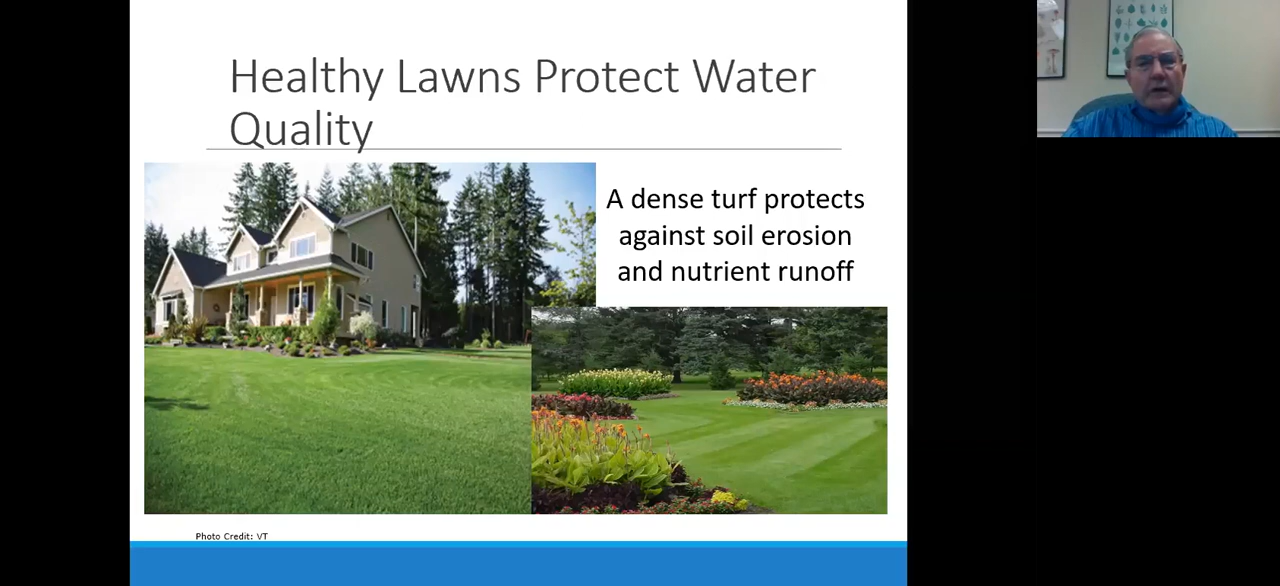 Healthy Lawns Protect Water
Quality
A dense turf protects
against soil erosion
and nutrient runoff
Photo Credit: VT